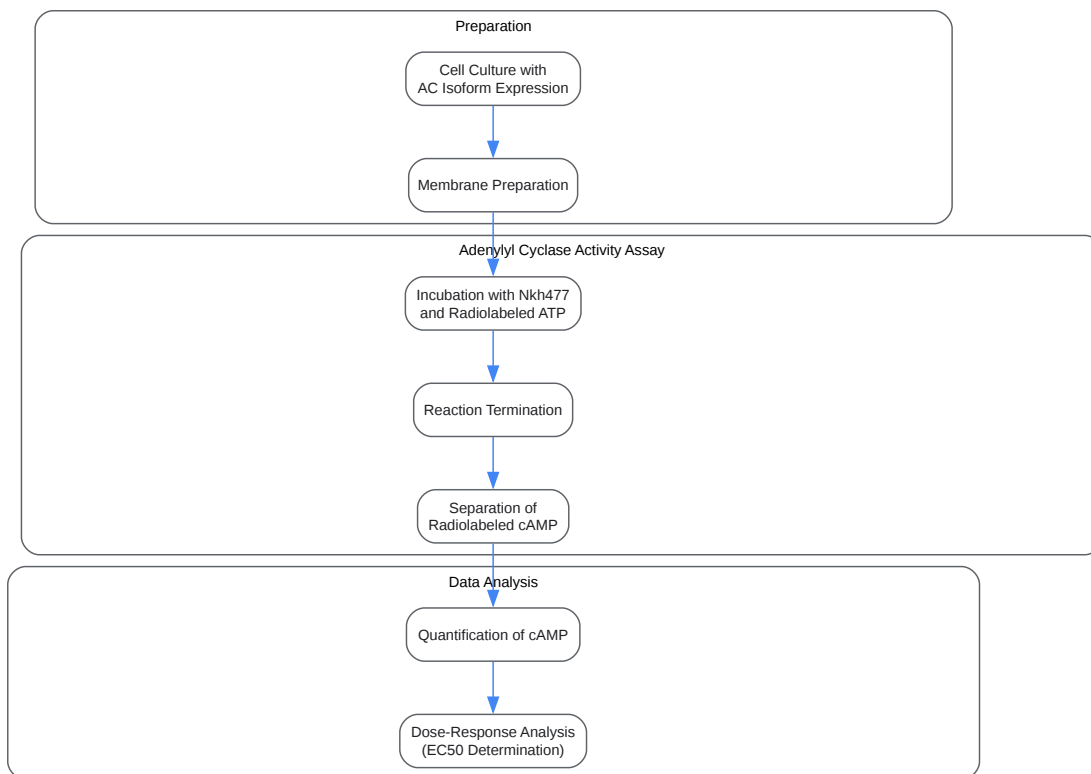 Preparation
Cell Culture with
AC Isoform Expression
Membrane Preparation
Adenylyl Cyclase Activity Assay
Incubation with Nkh477
and Radiolabeled ATP
Reaction Termination
Separation of
Radiolabeled cAMP
Data Analysis
Quantification of cAMP
Dose-Response Analysis
(EC50 Determination)